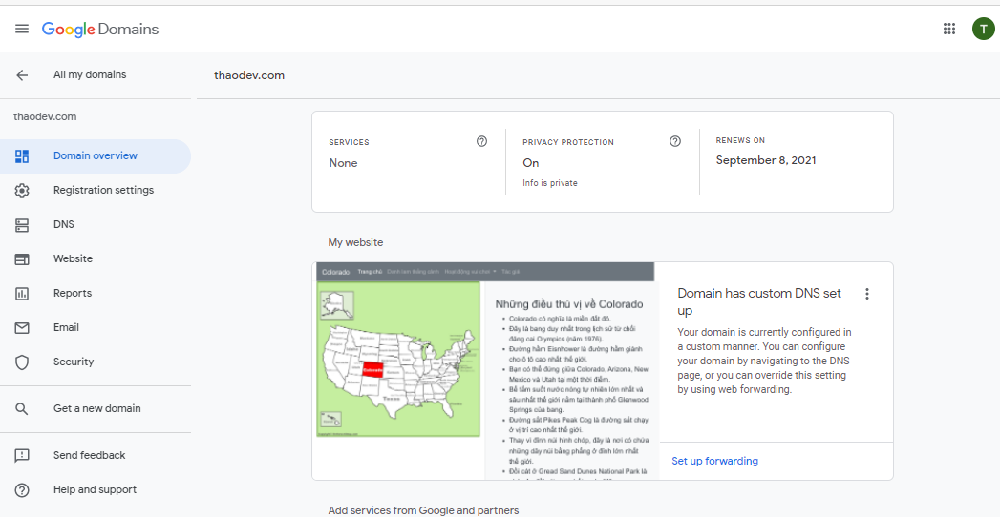 Google Domains
T
All my domains
thaodev.com
thaodev.com
Domain overview
Registration settings
DNS
Website
Reports
Email
Security
Get a new domain
Send feedback
Help and support
SERVICES
None
PRIVACY PROTECTION
On
Info is private
RENEWS ON
September 8, 2021
My website
Colorado Trang chủ Danh lam thắng cảnh Hoạt động vui chơi Tác giả
Colorado
Texas
Những điều thú vị về Colorado
Colorado có nghĩa là miền đất đỏ.
Đây là bang duy nhất trong lịch sử từ chối
đăng cai Olympics (năm 1976).
Đường hầm Eisenhower là đường hầm giành
cho ô tô cao nhất thế giới.
Bạn có thể đứng giữa Colorado, Arizona, New
Mexico và Utah tại một thời điểm.
Bể tắm suốt nước nóng tự nhiên lớn nhất và
sâu nhất thế giới nằm tại thành phố Glenwood
Springs của bang.
Đường sắt Pikes Peak Cog là đường sắt chạy
ở vị trí cao nhất thế giới.
Thay vì đỉnh núi hình chóp, đây là nơi có chứa
những dãy núi bằng phẳng ở đỉnh lớn nhất
thế giới.
Đồi cát ở Gread Sand Dunes National Park là
Domain has custom DNS set
up
Your domain is currently configured in
a custom manner. You can configure
your domain by navigating to the DNS
page, or you can override this setting
by using web forwarding.
Set up forwarding
Add services from Google and partners